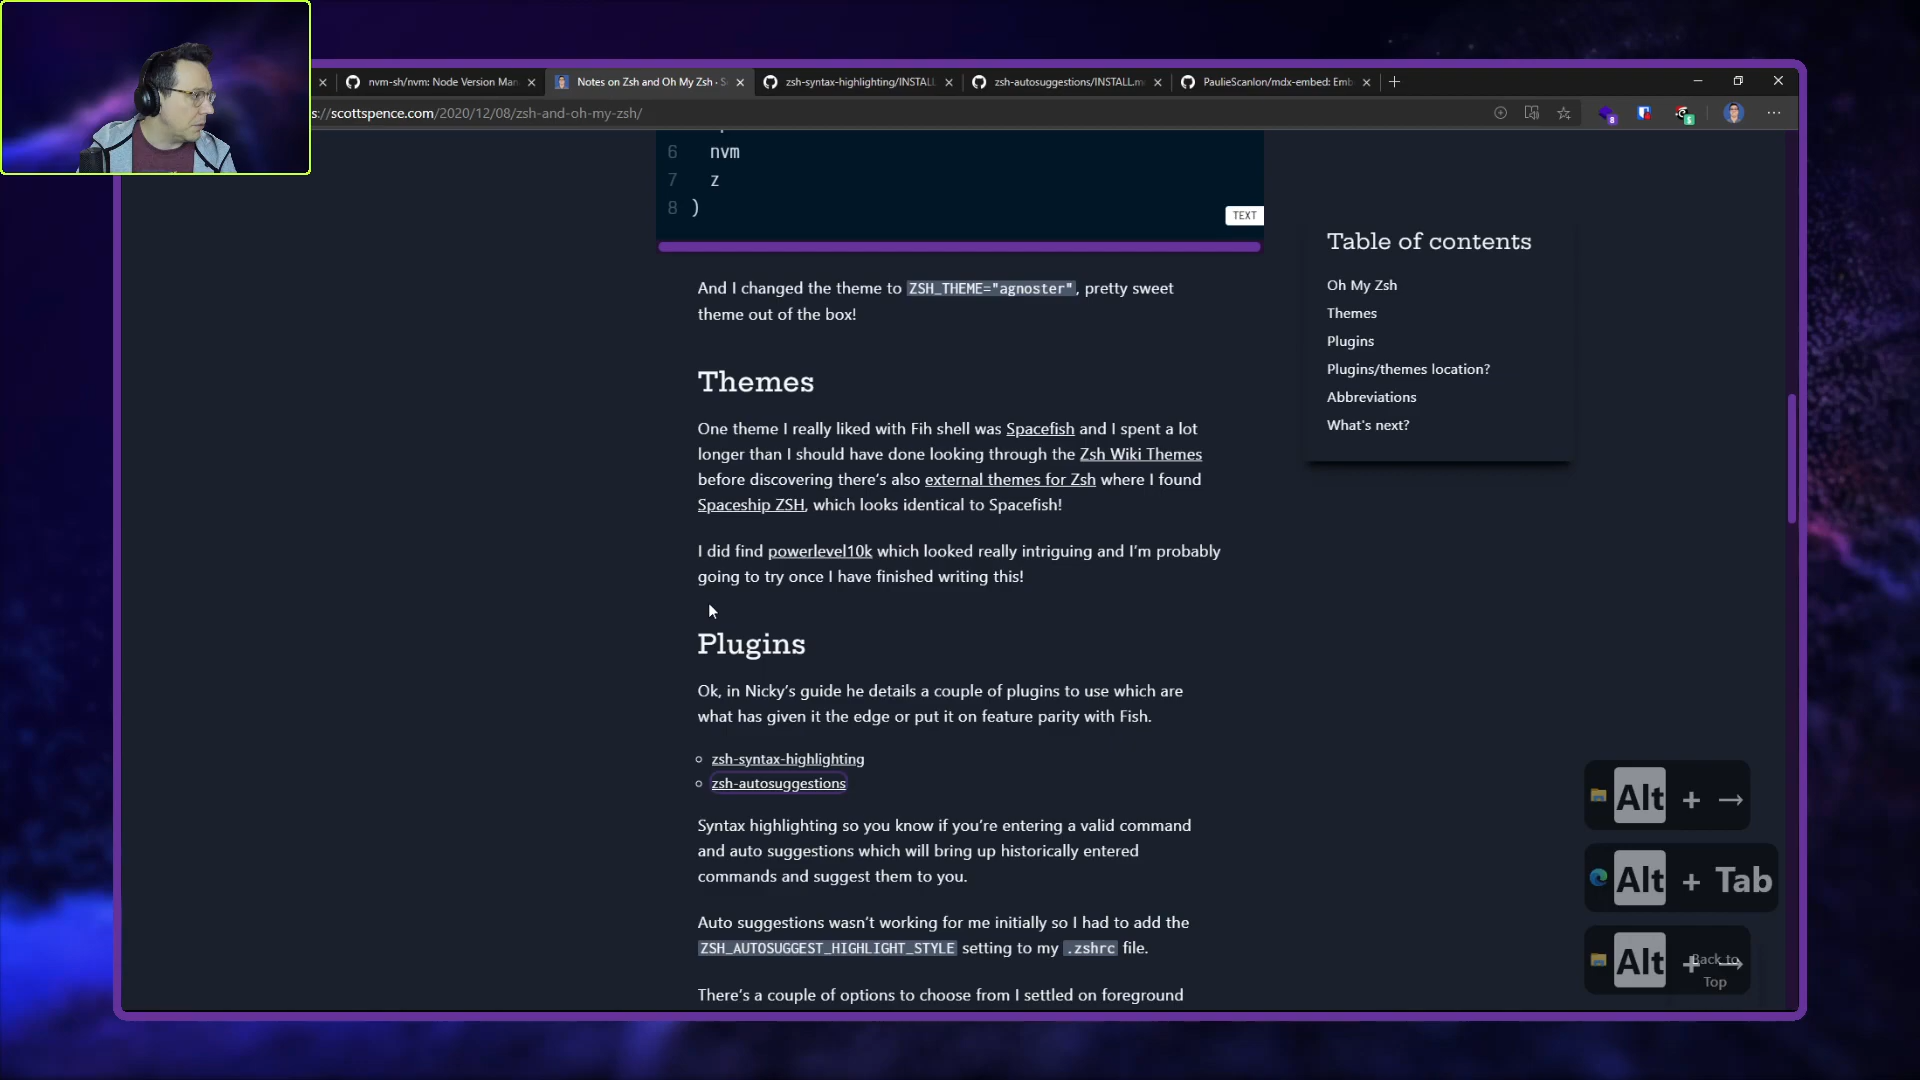 nvm-sh/nvm: Node Version Man
Notes on Zsh and Oh My Zsh · S
zsh-syntax-highlighting/INSTALL
zsh-autosuggestions/INSTALL.m
PaulieScanlon/mdx-embed: Emb
s://scottspence.com/2020/12/08/zsh-and-oh-my-zsh/
8
$
6 nvm
7 z
8 )
TEXT
And I changed the theme to ZSH_THEME="agnoster", pretty sweet
theme out of the box!
Themes
One theme I really liked with Fih shell was Spacefish and I spent a lot
longer than I should have done looking through the Zsh Wiki Themes
before discovering there's also external themes for Zsh where I found
Spaceship ZSH, which looks identical to Spacefish!
I did find powerlevel10k which looked really intriguing and I'm probably
going to try once I have finished writing this!
Plugins
Ok, in Nicky's guide he details a couple of plugins to use which are
what has given it the edge or put it on feature parity with Fish.
zsh-syntax-highlighting
zsh-autosuggestions
Syntax highlighting so you know if you're entering a valid command
and auto suggestions which will bring up historically entered
commands and suggest them to you.
Auto suggestions wasn't working for me initially so I had to add the
ZSH_AUTOSUGGEST_HIGHLIGHT_STYLE setting to my .zshrc file.
There's a couple of options to choose from I settled on foreground
Table of contents
Oh My Zsh
Themes
Plugins
Plugins/themes location?
Abbreviations
What's next?
Alt + →
Alt + Tab
Alt + →
Back to
Top